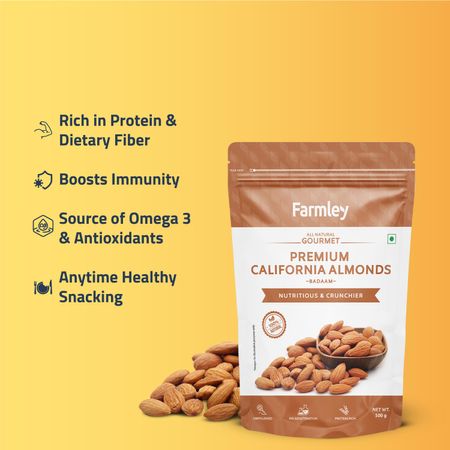 Rich in Protein &
Dietary Fiber
Boosts Immunity
Source of Omega 3
& Antioxidants
Anytime Healthy
Snacking
Farmley
ALL NATURAL
GOURMET
PREMIUM
CALIFORNIA ALMONDS
~BADAAM~
NUTRITIOUS & CRUNCHIER
NET WT.
500 g